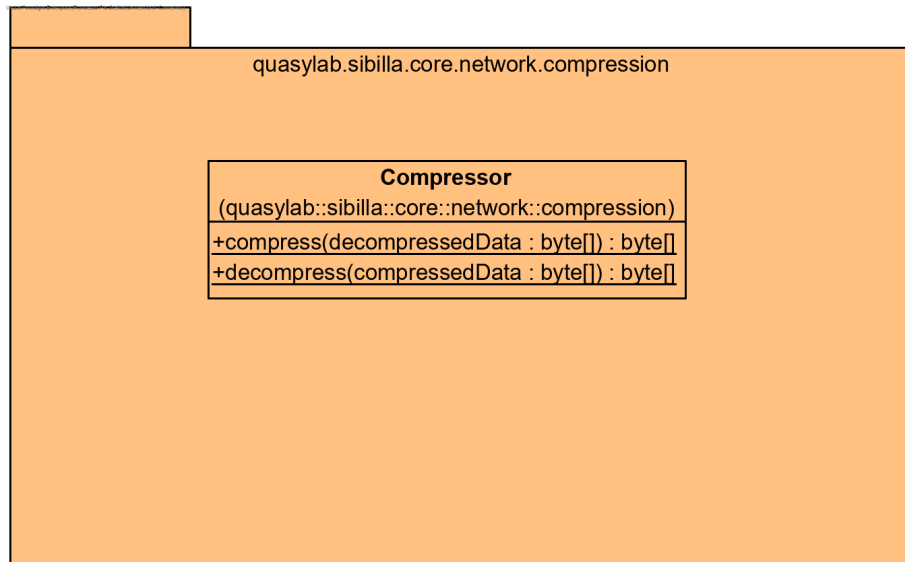 quasylab.sibilla.core.network.compression
Compressor
(quasylab::sibilla::core::network::compression)
+compress(decompressedData : byte[]) : byte[]
+decompress(compressedData : byte[]) : byte[]